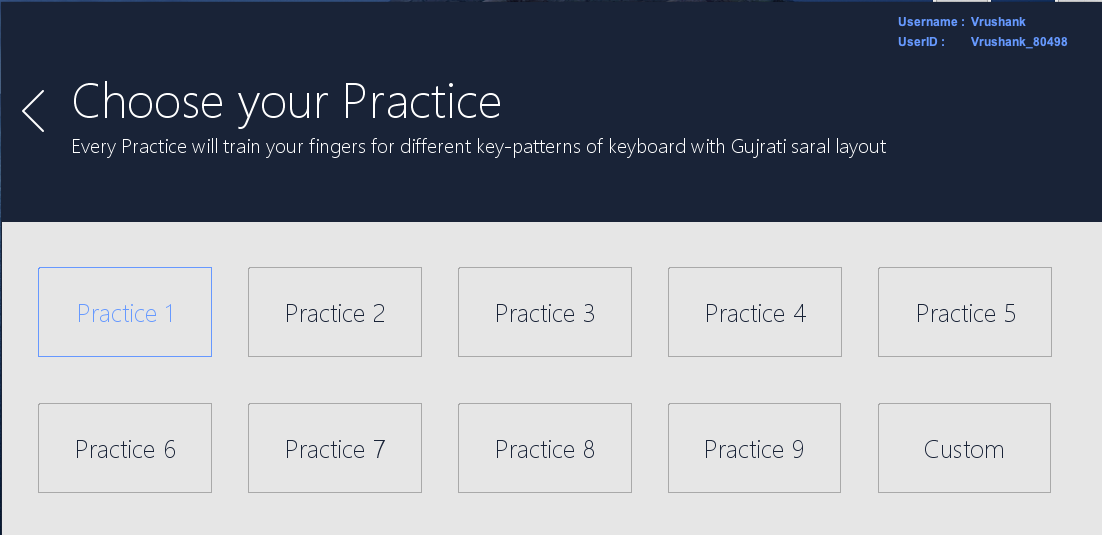 Username : Vrushank
UserID : Vrushank_80498
Choose your Practice
Every Practice will train your fingers for different key-patterns of keyboard with Gujrati saral layout
Practice 1
Practice 2
Practice 3
Practice 4
Practice 5
Practice 6
Practice 7
Practice 8
Practice 9
Custom